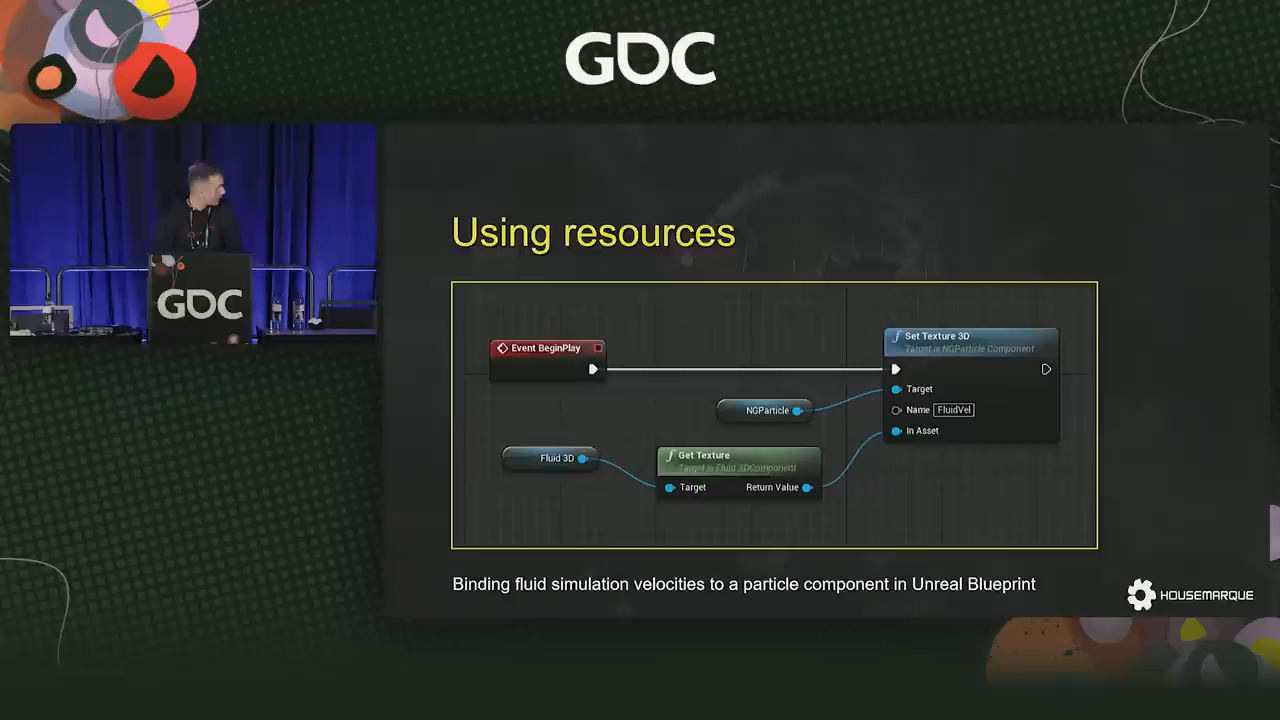 GDC
GDC
Using resources
Event BeginPlay
Set Texture 3D
Target is NGParticle Component
Target
NGParticle
Name FluidVel
In Asset
Fluid 3D
Get Texture
Target is Fluid 3DComponent
Target Return Value
Binding fluid simulation velocities to a particle component in Unreal Blueprint
HOUSEMARQUE